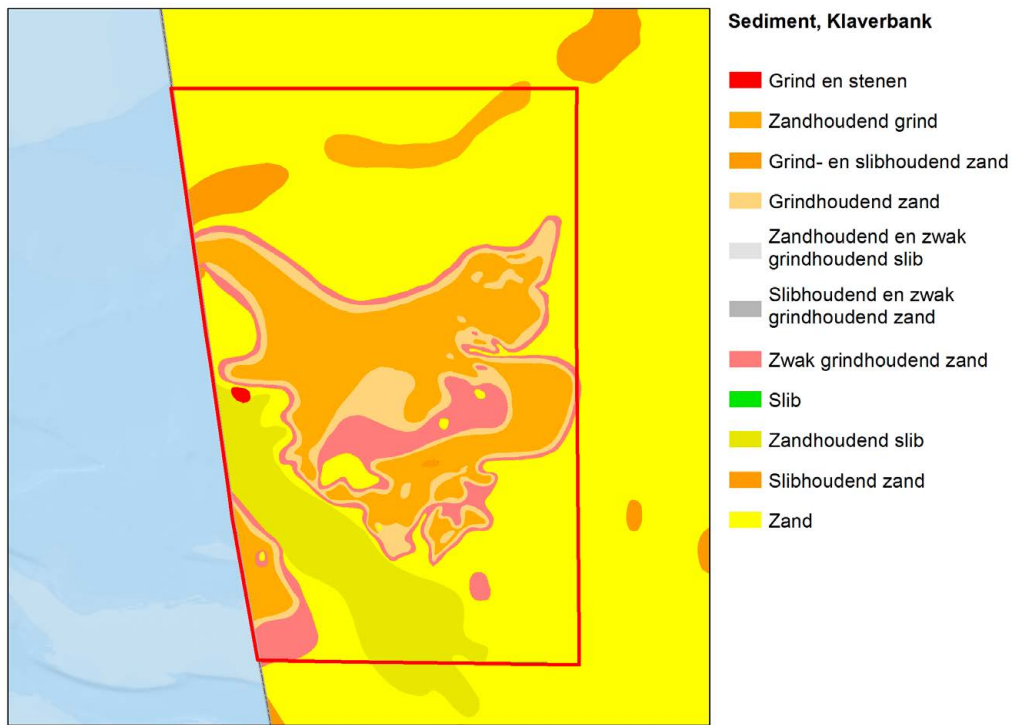 Sediment, Klaverbank
Grind en stenen
Zandhoudend grind
Grind- en slibhoudend zand
Grindhoudend zand
Zandhoudend en zwak
grindhoudend slib
Slibhoudend en zwak
grindhoudend zand
Zwak grindhoudend zand
Slib
Zandhoudend slib
Slibhoudend zand
Zand